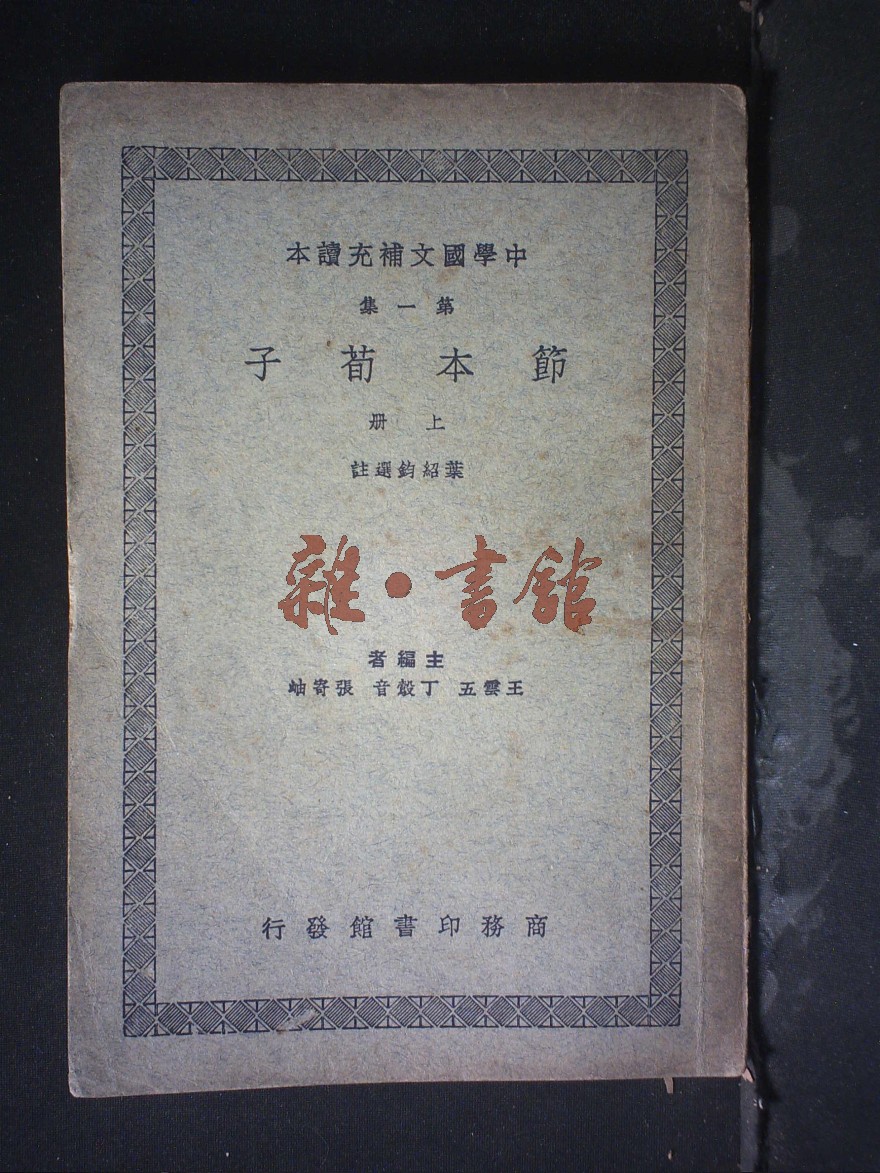 中學國文補充讀本
第一集
節本荀子
上册
葉紹鈞選註
雜·書館
主編者
王雲五 丁㲄音 張寄岫
商務印書館發行